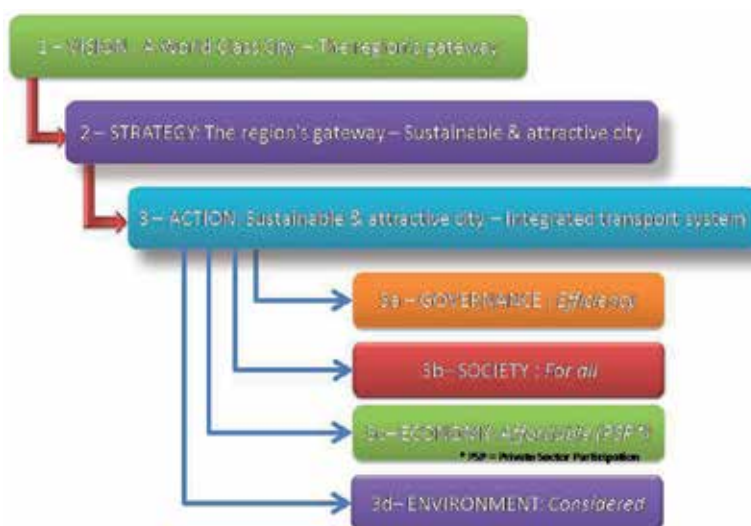 1 – VISION: A World Class City – The region's gateway
2 – STRATEGY: The region's gateway – Sustainable & attractive city
3 – ACTION: Sustainable & attractive city – Integrated transport system
3a – GOVERNANCE : Efficiency
3b– SOCIETY : For all
3c– ECONOMY: Affordable (PSP *)
* PSP = Private Sector Participation
3d– ENVIRONMENT: Considered